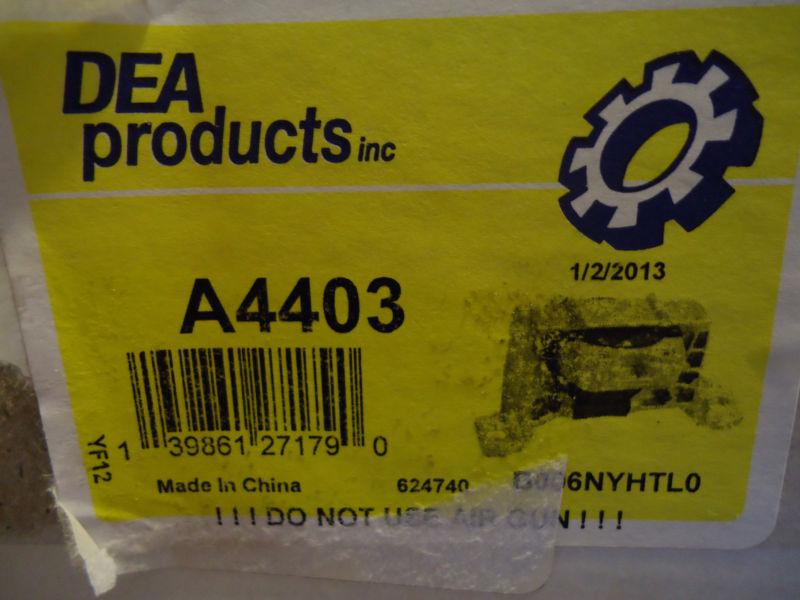 DEA
products inc
1/2/2013
A4403
YF12
1 39861 27179 0
Made In China 624740 B006NYHTL0
!!!DO NOT USE AIR GUN!!!